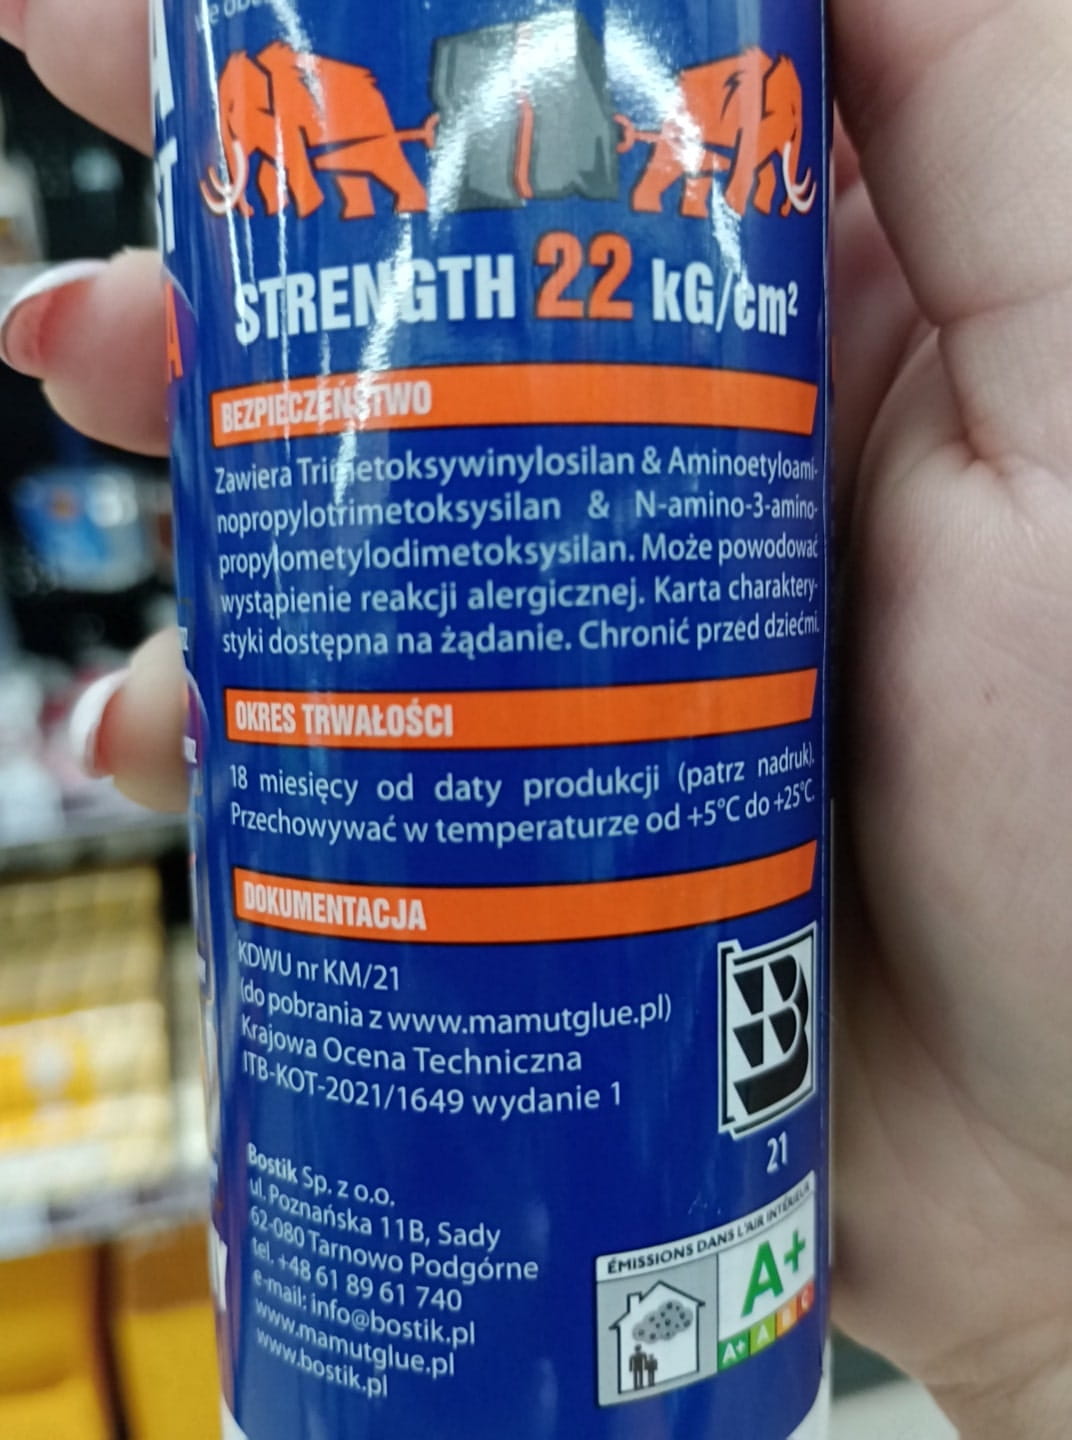 STRENGTH 22 kG/cm²
BEZPIECZEŃSTWO
Zawiera Trimetoksywinylosilan & Aminoetyloami-
nopropylotrimetoksysilan & N-amino-3-amino-
propylometylodimetoksysilan. Może powodować
wystąpienie reakcji alergicznej. Karta charaktery-
styki dostępna na żądanie. Chronić przed dziećmi.
OKRES TRWAŁOŚCI
18 miesięcy od daty produkcji (patrz nadruk).
Przechowywać w temperaturze od +5°C do +25°C.
DOKUMENTACJA
KDWU nr KM/21
(do pobrania z www.mamutglue.pl)
Krajowa Ocena Techniczna
ITB-KOT-2021/1649 wydanie 1
B
21
Bostik Sp. z o.o.
ul. Poznańska 11B, Sady
62-080 Tarnowo Podgórne
tel. +48 61 89 61 740
e-mail: info@bostik.pl
www.mamutglue.pl
www.bostik.pl
ÉMISSIONS DANS L'AIR INTÉRIEUR
A+
A+ A B C